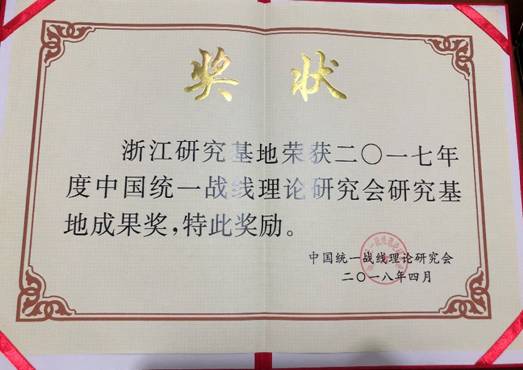 奖状
浙江研究基地荣获二〇一七年
度中国统一战线理论研究会研究基
地成果奖，特此奖励。
中国统一战线理论研究会
二〇一八年四月